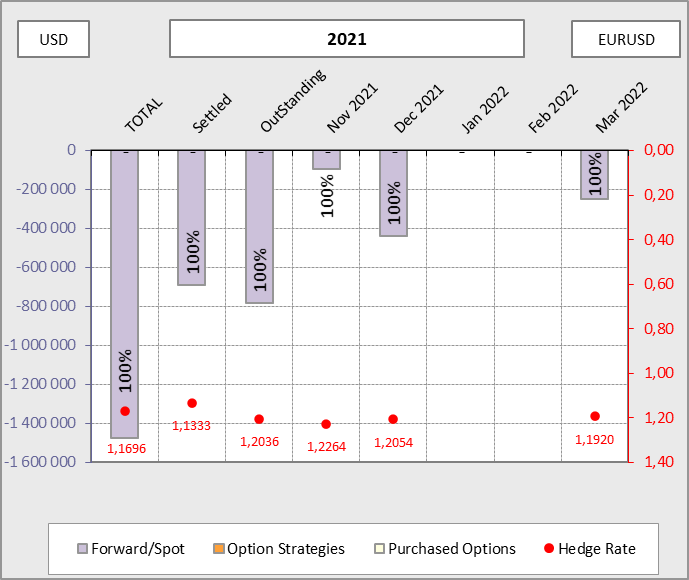 USD
2021
EURUSD
TOTAL
Settled
OutStanding
Nov 2021
Dec 2021
Jan 2022
Feb 2022
Mar 2022
0
-200 000
-400 000
-600 000
-800 000
-1 000 000
-1 200 000
-1 400 000
-1 600 000
100%
100%
100%
100%
100%
100%
1,1696
1,1333
1,2036
1,2264
1,2054
1,1920
0,00
0,20
0,40
0,60
0,80
1,00
1,20
1,40
Forward/Spot
Option Strategies
Purchased Options
Hedge Rate